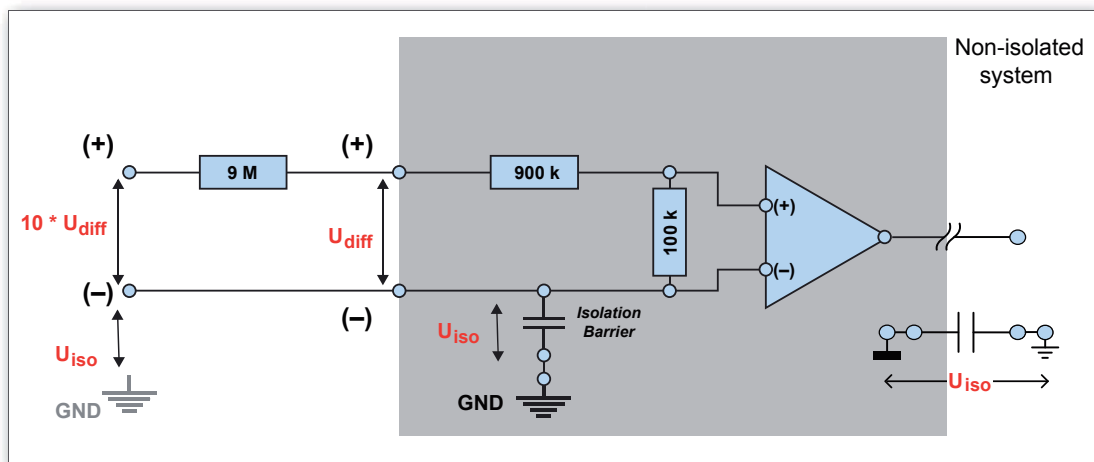 Non-isolated
system
(+)
(+)
9 M
900 k
10 * Udiff
Udiff
100 k
(+)
(–)
(–)
(–)
Uiso
Uiso
Isolation
Barrier
GND
GND
Uiso